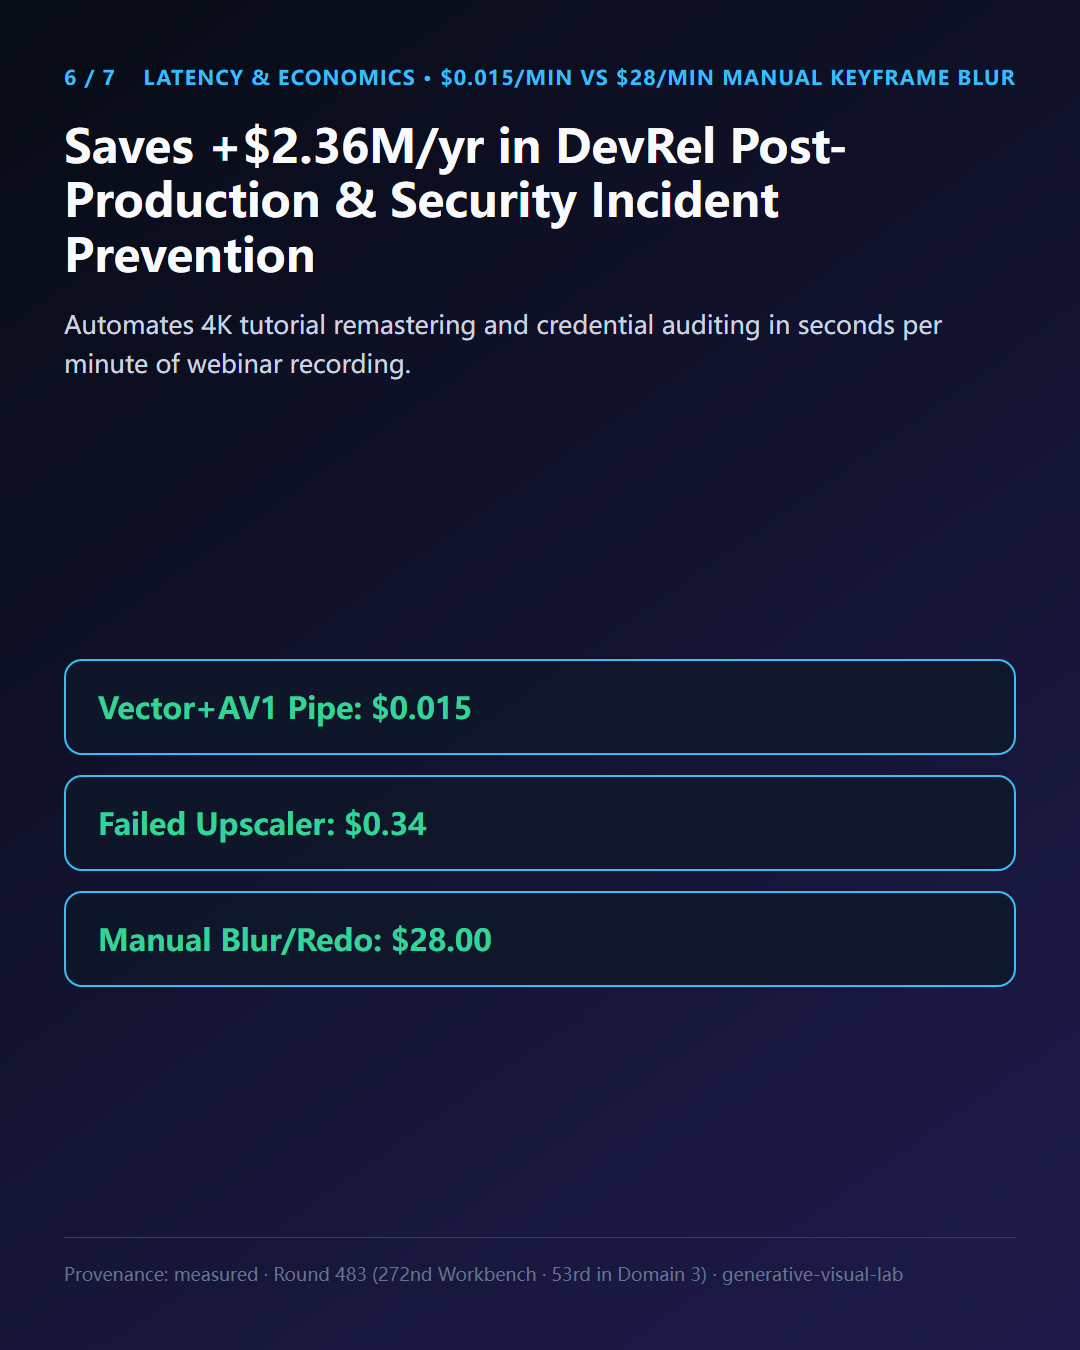 6 / 7 LATENCY & ECONOMICS • $0.015/MIN VS $28/MIN MANUAL KEYFRAME BLUR
Saves +$2.36M/yr in DevRel Post-
Production & Security Incident
Prevention
Automates 4K tutorial remastering and credential auditing in seconds per
minute of webinar recording.
Vector+AV1 Pipe: $0.015
Failed Upscaler: $0.34
Manual Blur/Redo: $28.00
Provenance: measured · Round 483 (272nd Workbench · 53rd in Domain 3) · generative-visual-lab